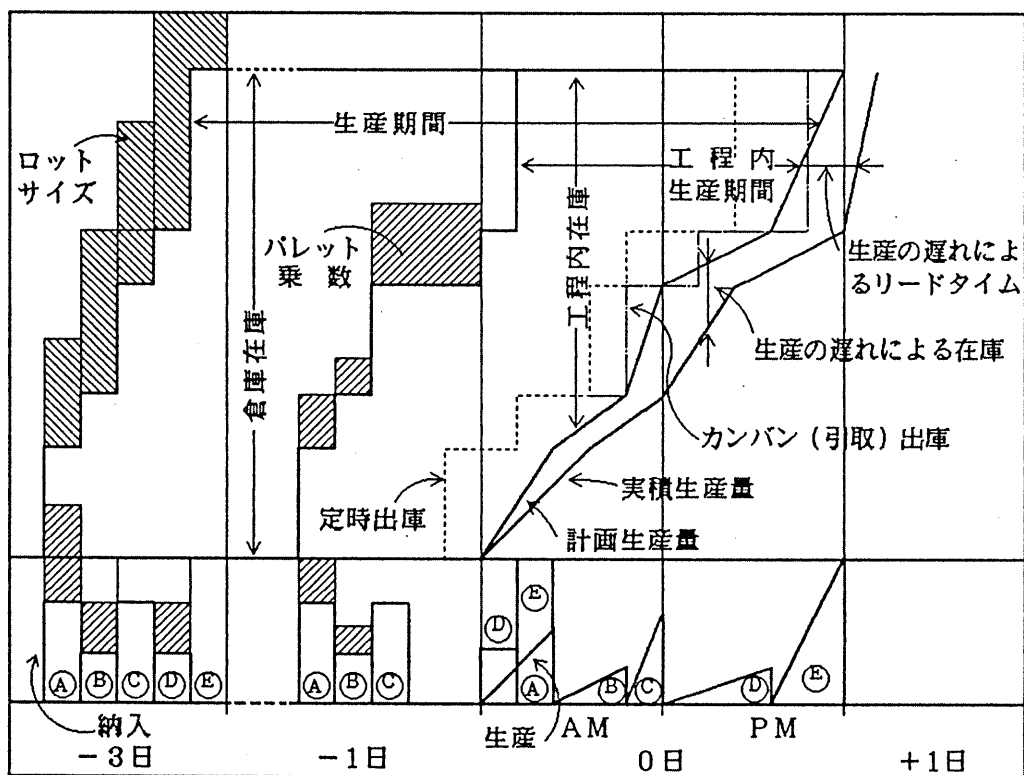 ロット
サイズ
生産期間
工程内
生産期間
パレット
乗数
倉庫在庫
工程内在庫
生産の遅れによ
るリードタイム
生産の遅れによる在庫
カンバン(引取)出庫
定時出庫
実積生産量
計画生産量
Ⓐ Ⓑ Ⓒ Ⓓ Ⓔ
Ⓐ Ⓑ Ⓒ
Ⓓ Ⓔ
Ⓐ Ⓑ Ⓒ Ⓓ Ⓔ
納入
生産
AM
PM
-3日
-1日
0日
+1日